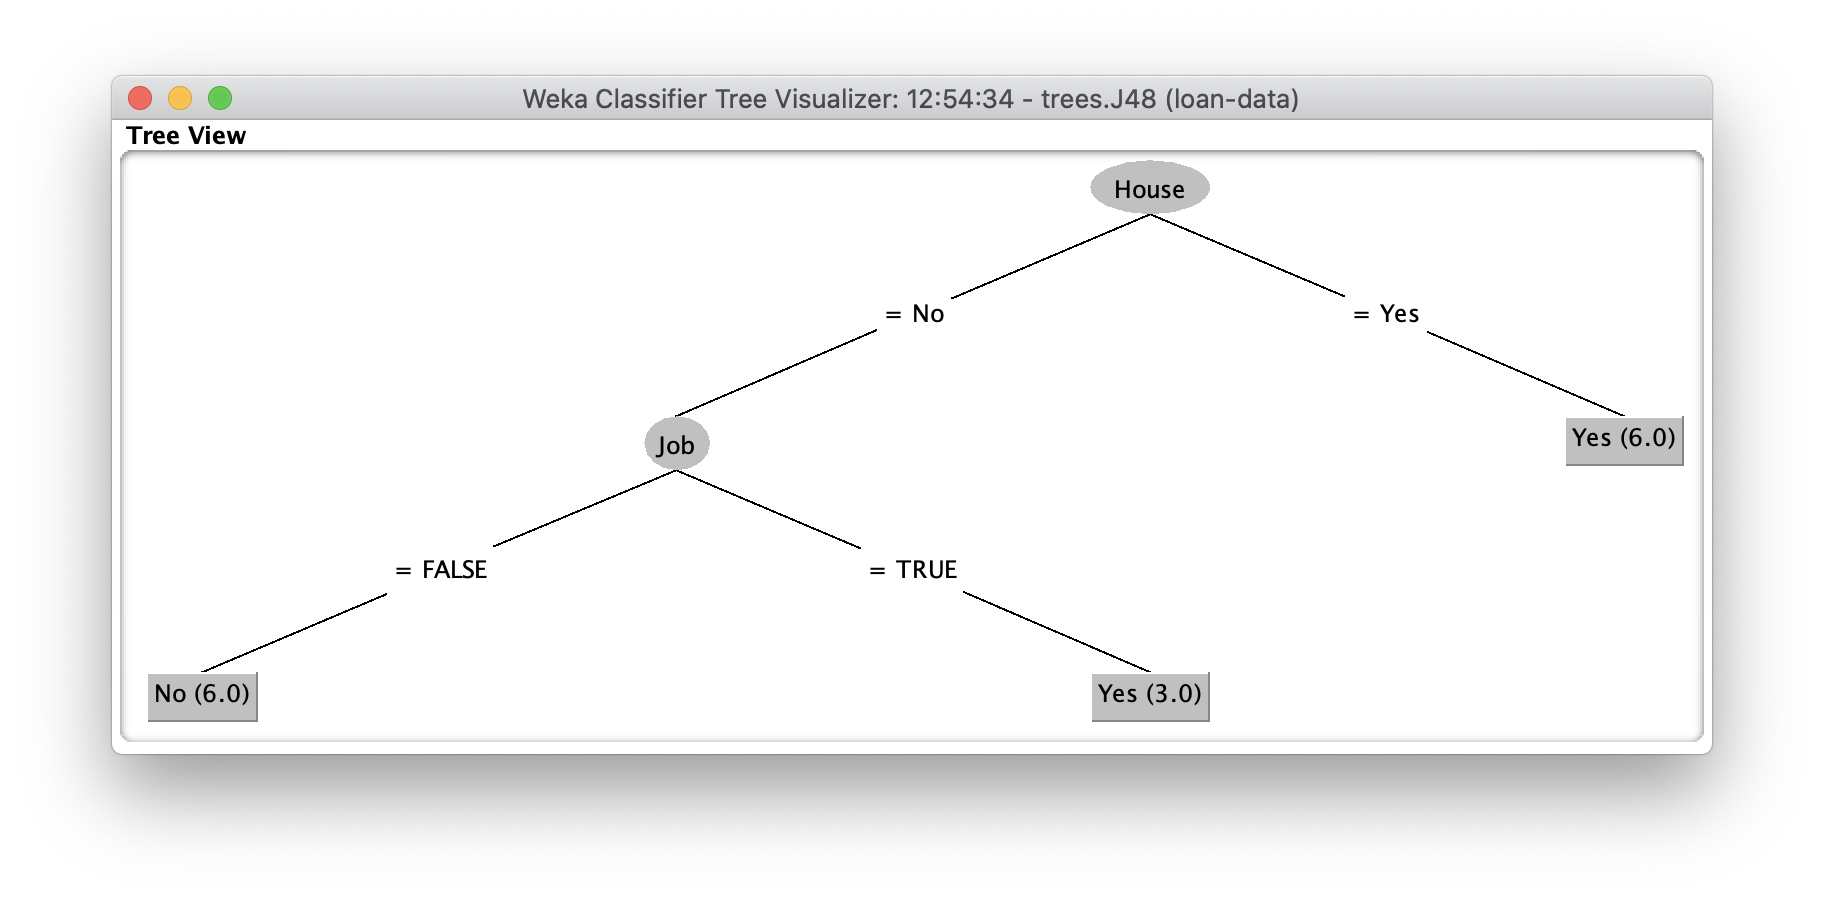 Weka Classifier Tree Visualizer: 12:54:34 - trees.J48 (loan-data)
Tree View
House
= No
= Yes
Job
Yes (6.0)
= FALSE
= TRUE
No (6.0)
Yes (3.0)